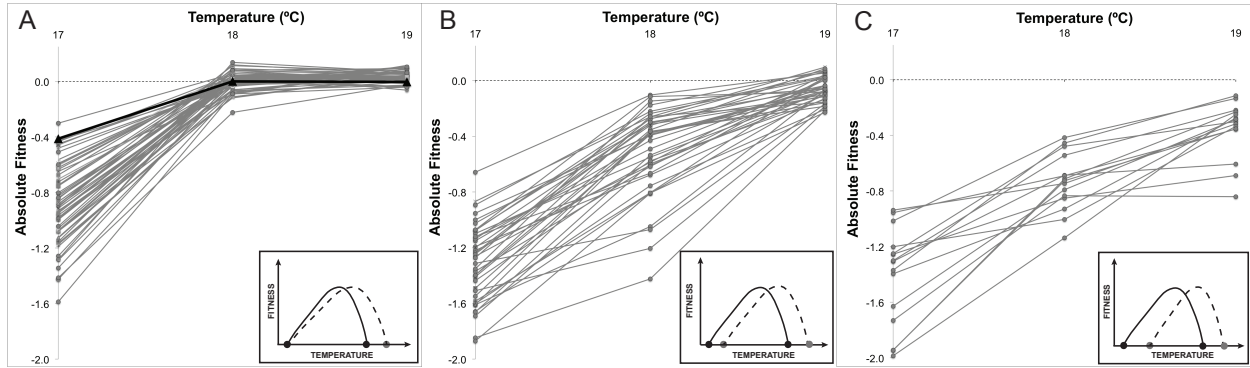 A
Temperature (ºC)
17 18 19
0.0
-0.4
-0.8
-1.2
-1.6
-2.0
Absolute Fitness
FITNESS
TEMPERATURE
B
Temperature (ºC)
17 18 19
0.0
-0.4
-0.8
-1.2
-1.6
-2.0
Absolute Fitness
FITNESS
TEMPERATURE
C
Temperature (ºC)
17 18 19
0.0
-0.4
-0.8
-1.2
-1.6
-2.0
Absolute Fitness
FITNESS
TEMPERATURE